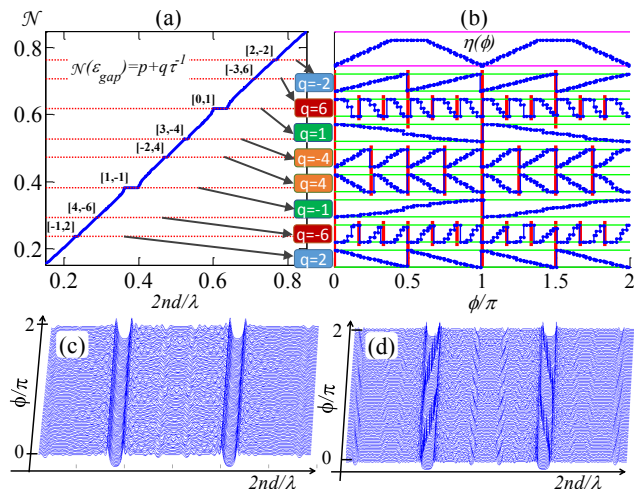 (a)
(b)
𝒩
0.8
0.6
0.4
0.2
𝒩(ε_gap)=p+qτ⁻¹
[2,-2]
[-3,6]
[0,1]
[3,-4]
[-2,4]
[1,-1]
[4,-6]
[-1,2]
0.2 0.4 0.6 0.8
2nd/λ
q=-2
q=6
q=1
q=-4
q=4
q=-1
q=-6
q=2
η(ϕ)
0 0.5 1 1.5 2
ϕ/π
(c)
2
ϕ/π
0
2nd/λ
(d)
2
ϕ/π
0
2nd/λ